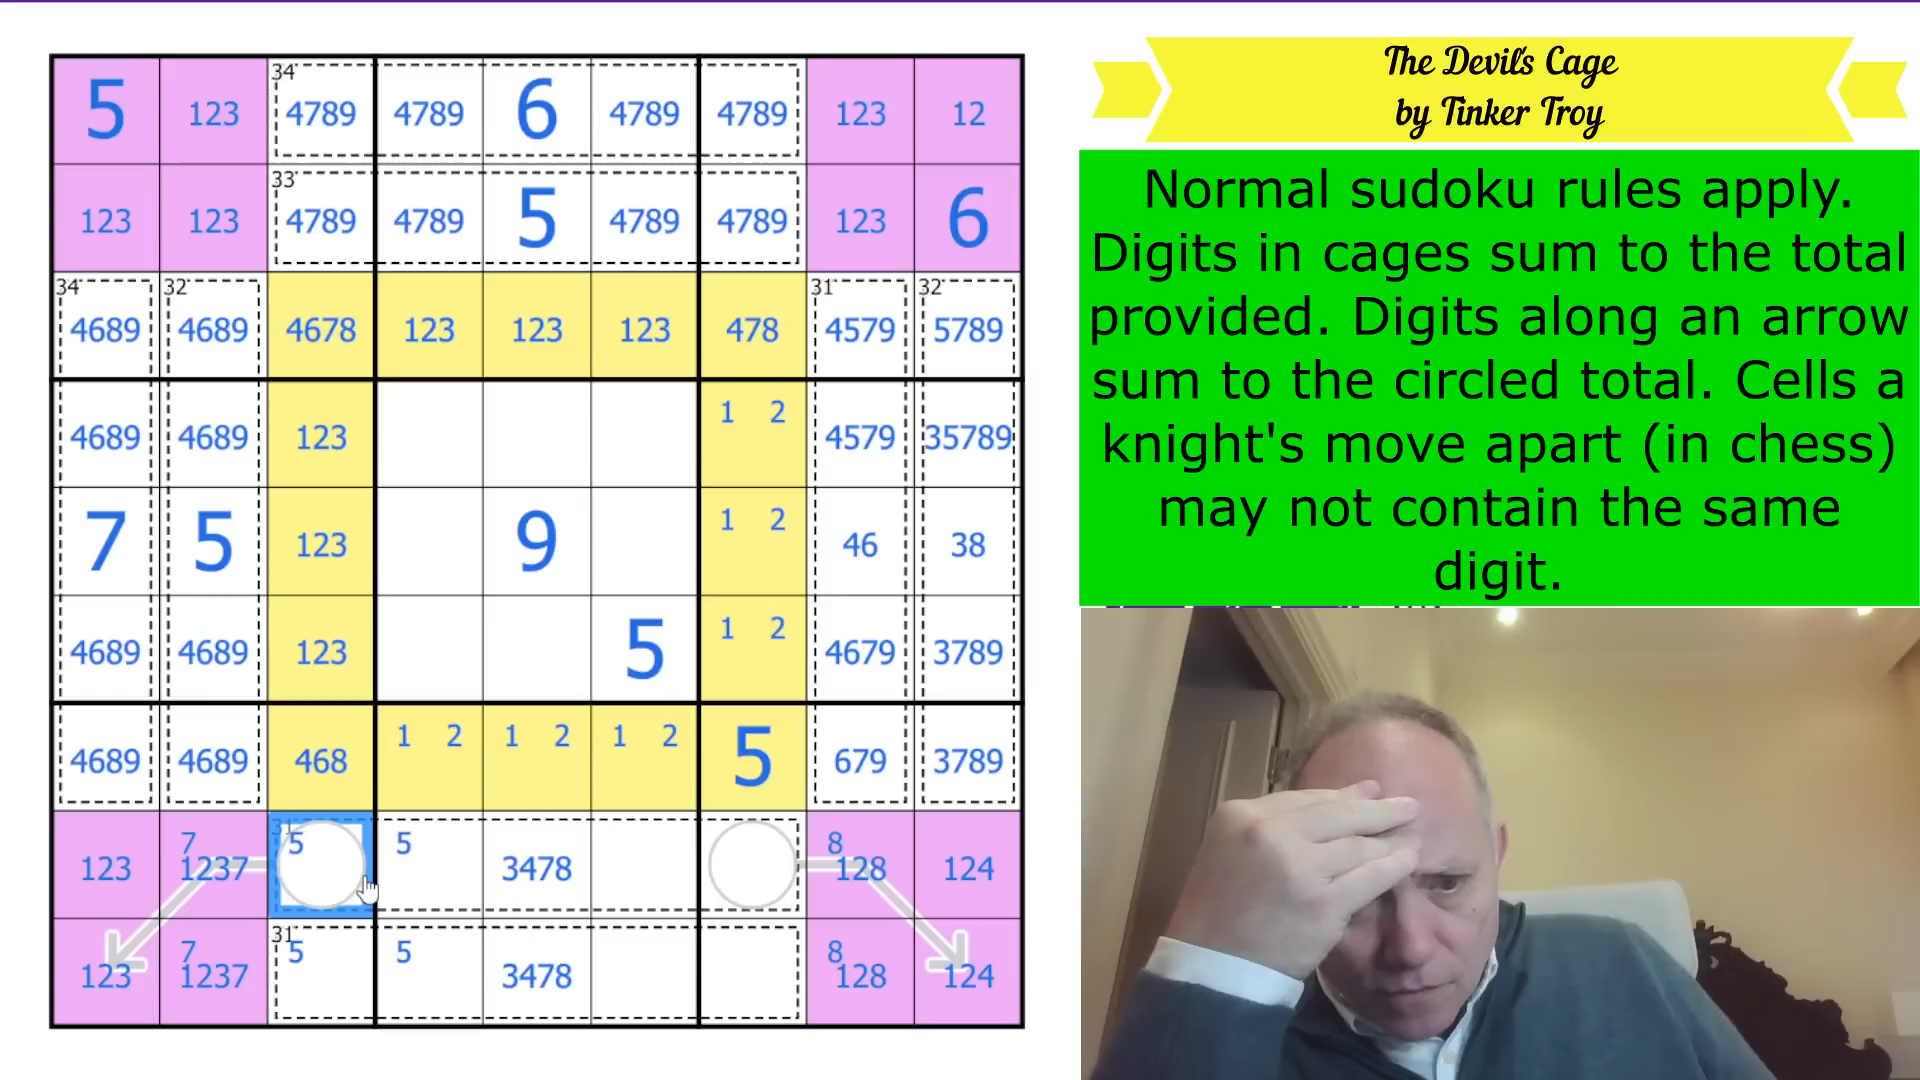 The Devil's Cage
by Tinker Troy
Normal sudoku rules apply.
Digits in cages sum to the total
provided. Digits along an arrow
sum to the circled total. Cells a
knight's move apart (in chess)
may not contain the same
digit.
34
5 123 4789 4789 6 4789 4789 123 12
33
123 123 4789 4789 5 4789 4789 123 6
34 32 31 32
4689 4689 4678 123 123 123 478 4579 5789
1 2
4689 4689 123 4579 35789
1 2
7 5 123 9 46 38
1 2
4689 4689 123 5 4679 3789
1 2 1 2 1 2
4689 4689 468 5 679 3789
31
7 5 5 8
123 1237 3478 128 124
31
7 5 5 8
123 1237 3478 128 124